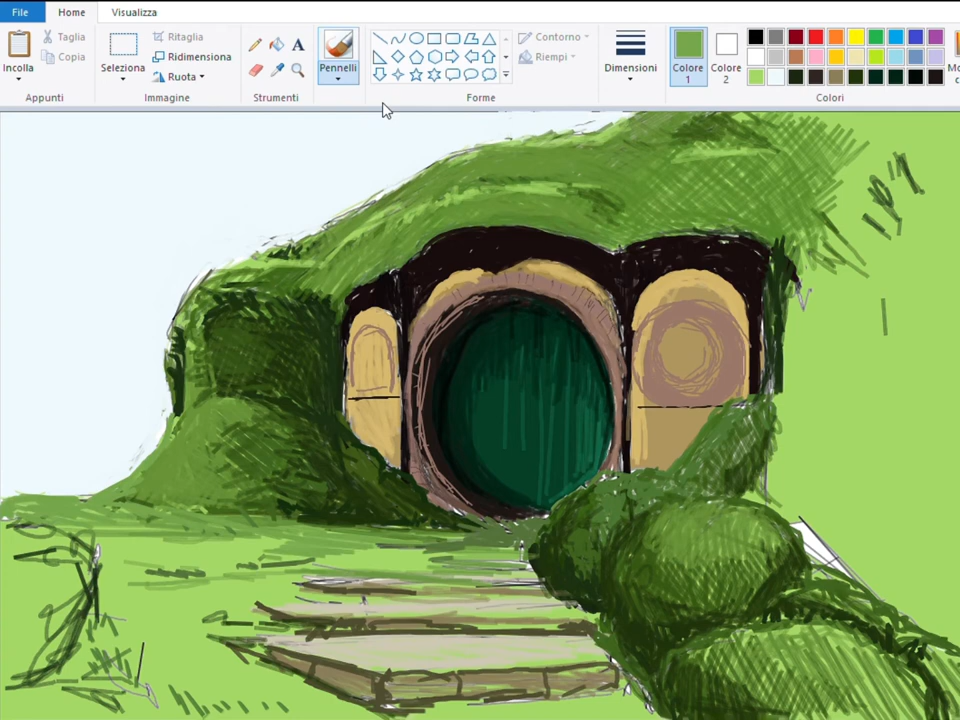 File Home Visualizza
Incolla
Taglia
Copia
Appunti
Seleziona
Ritaglia
Ridimensiona
Ruota
Immagine
Strumenti
Pennelli
Contorno
Riempi
Forme
Dimensioni
Colore
1
Colore
2
Colori